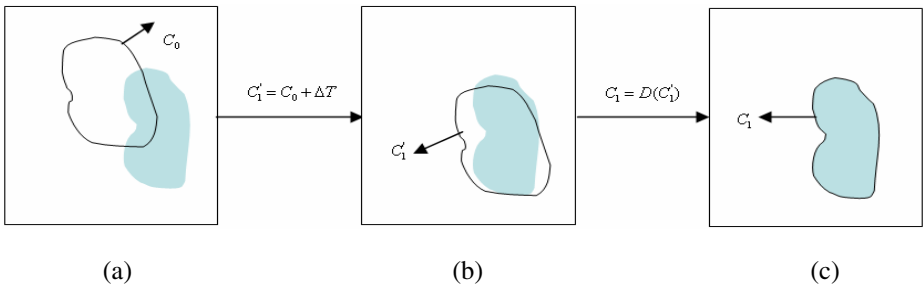 C₀
C₁' = C₀ + ΔT
C₁'
C₁ = D(C₁')
C₁
(a)
(b)
(c)